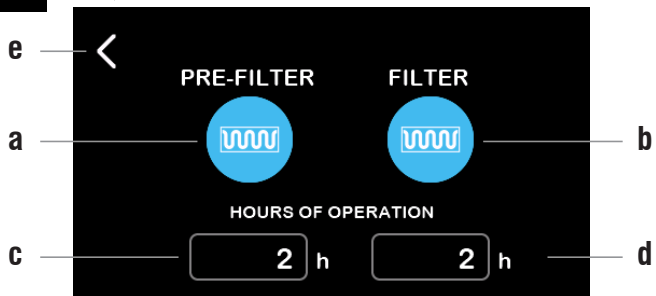 e
PRE-FILTER FILTER
a b
HOURS OF OPERATION
c 2 h 2 h d